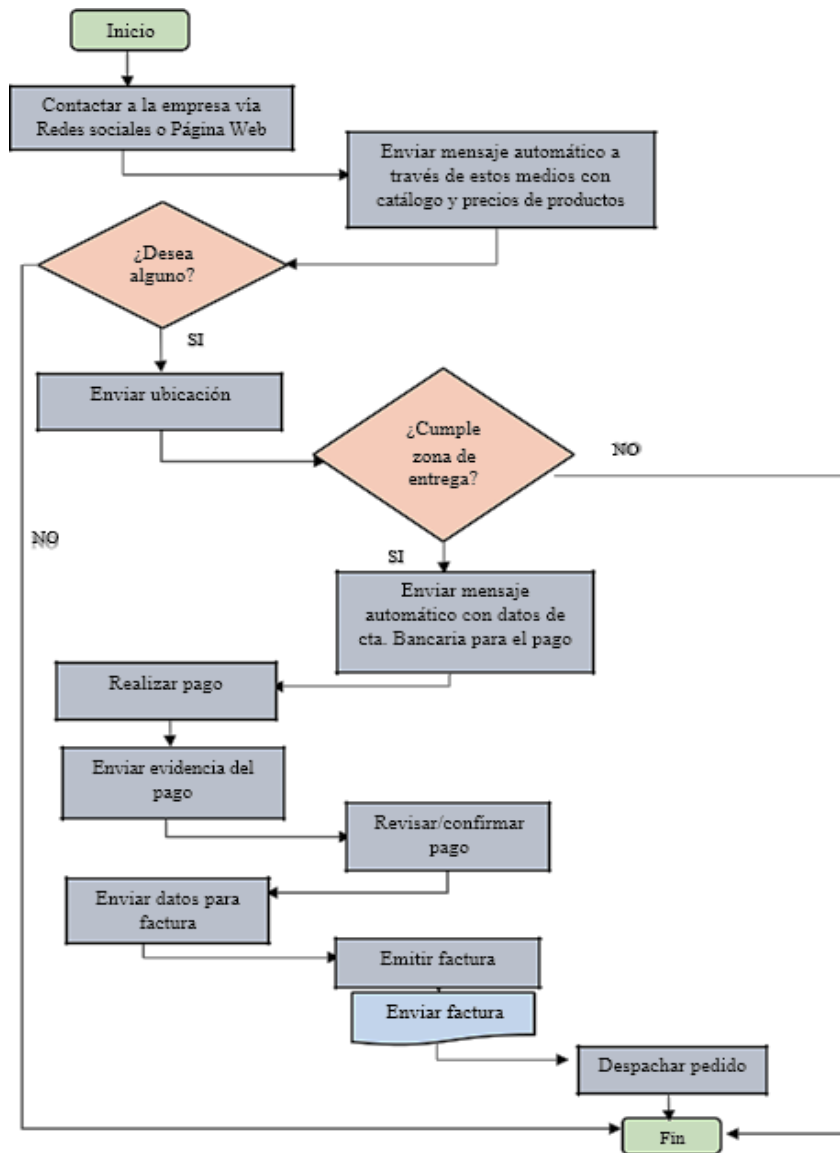 Inicio
Contactar a la empresa vía
Redes sociales o Página Web
Enviar mensaje automático a
través de estos medios con
catálogo y precios de productos
¿Desea
alguno?
SI
Enviar ubicación
¿Cumple
zona de
entrega?
NO
NO
SI
Enviar mensaje
automático con datos de
cta. Bancaria para el pago
Realizar pago
Enviar evidencia del
pago
Revisar/confírmar
pago
Enviar datos para
factura
Emitir factura
Enviar factura
Despachar pedido
Fin